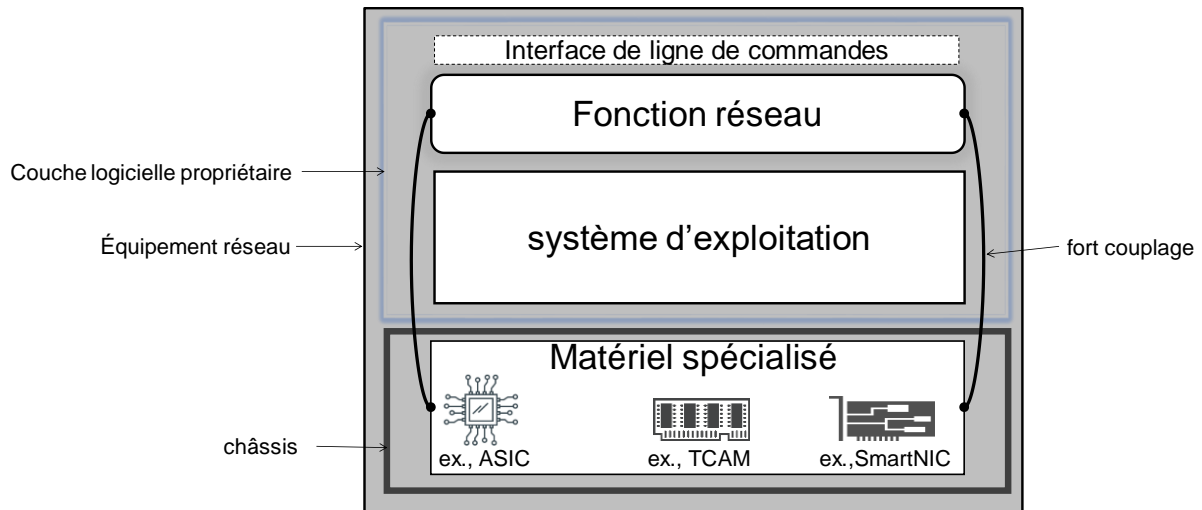 Interface de ligne de commandes
Fonction réseau
Couche logicielle propriétaire
système d’exploitation
Équipement réseau
fort couplage
Matériel spécialisé
châssis
ex., ASIC
ex., TCAM
ex.,SmartNIC